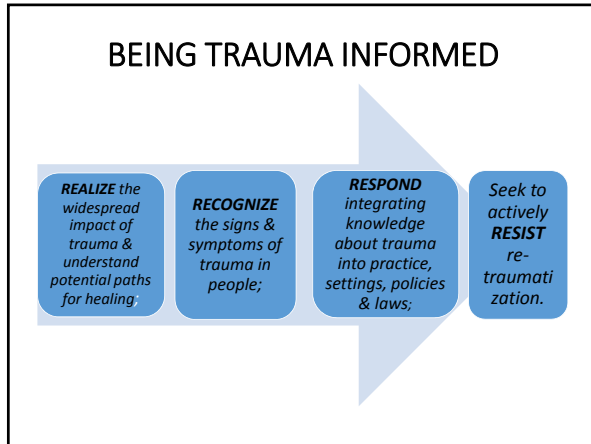 BEING TRAUMA INFORMED
REALIZE the
widespread
impact of
trauma &
understand
potential paths
for healing;
RECOGNIZE
the signs &
symptoms of
trauma in
people;
RESPOND
integrating
knowledge
about trauma
into practice,
settings, policies
& laws;
Seek to
actively
RESIST
re-
traumati
zation.